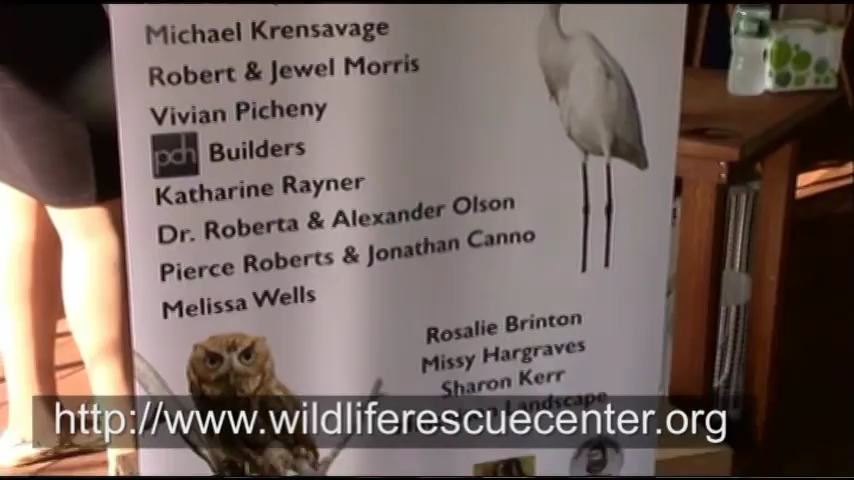 Michael Krensavage
Robert & Jewel Morris
Vivian Picheny
pch Builders
Katharine Rayner
Dr. Roberta & Alexander Olson
Pierce Roberts & Jonathan Canno
Melissa Wells
Rosalie Brinton
Missy Hargraves
Sharon Kerr
Landscape
http://www.wildliferescuecenter.org